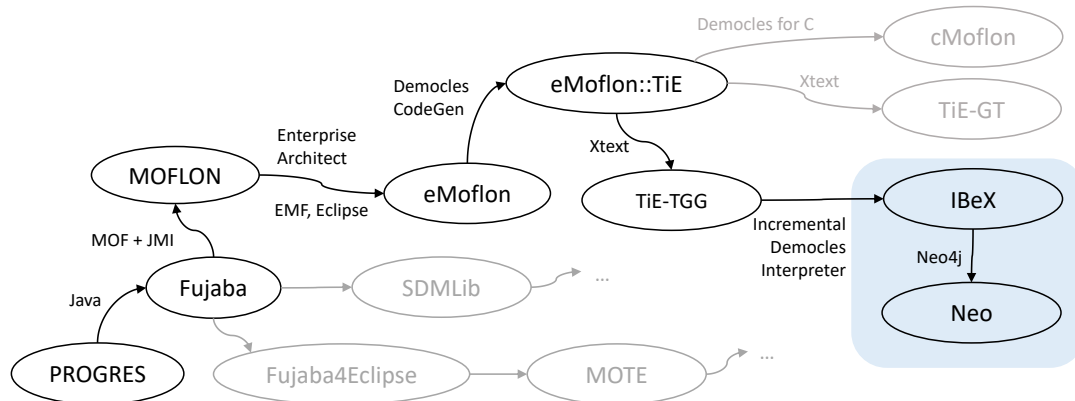 Democles for C
cMoflon
Democles
CodeGen
eMoflon::TiE
Xtext
TiE-GT
Enterprise
Architect
Xtext
MOFLON
eMoflon
TiE-TGG
IBeX
EMF, Eclipse
Incremental
Democles
Interpreter
MOF + JMI
Neo4j
Java
Fujaba
SDMLib
...
Neo
PROGRES
Fujaba4Eclipse
MOTE
...